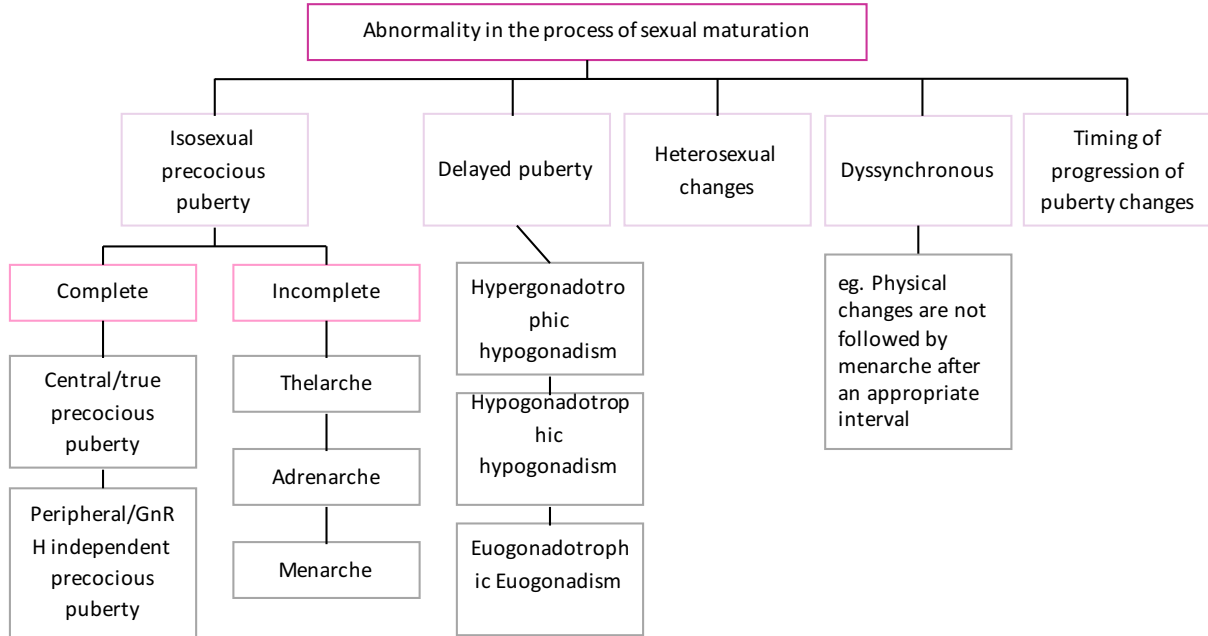 Abnormality in the process of sexual maturation
Isosexual
precocious
puberty
Delayed puberty
Heterosexual
changes
Dyssynchronous
Timing of
progression of
puberty changes
Complete
Incomplete
Hypergonadotro
phic
hypogonadism
eg. Physical
changes are not
followed by
menarche after
an appropriate
interval
Central/true
precocious
puberty
Thelarche
Hypogonadotrop
hic
hypogonadism
Adrenarche
Peripheral/GnR
H independent
precocious
puberty
Menarche
Euogonadotroph
ic Euogonadism